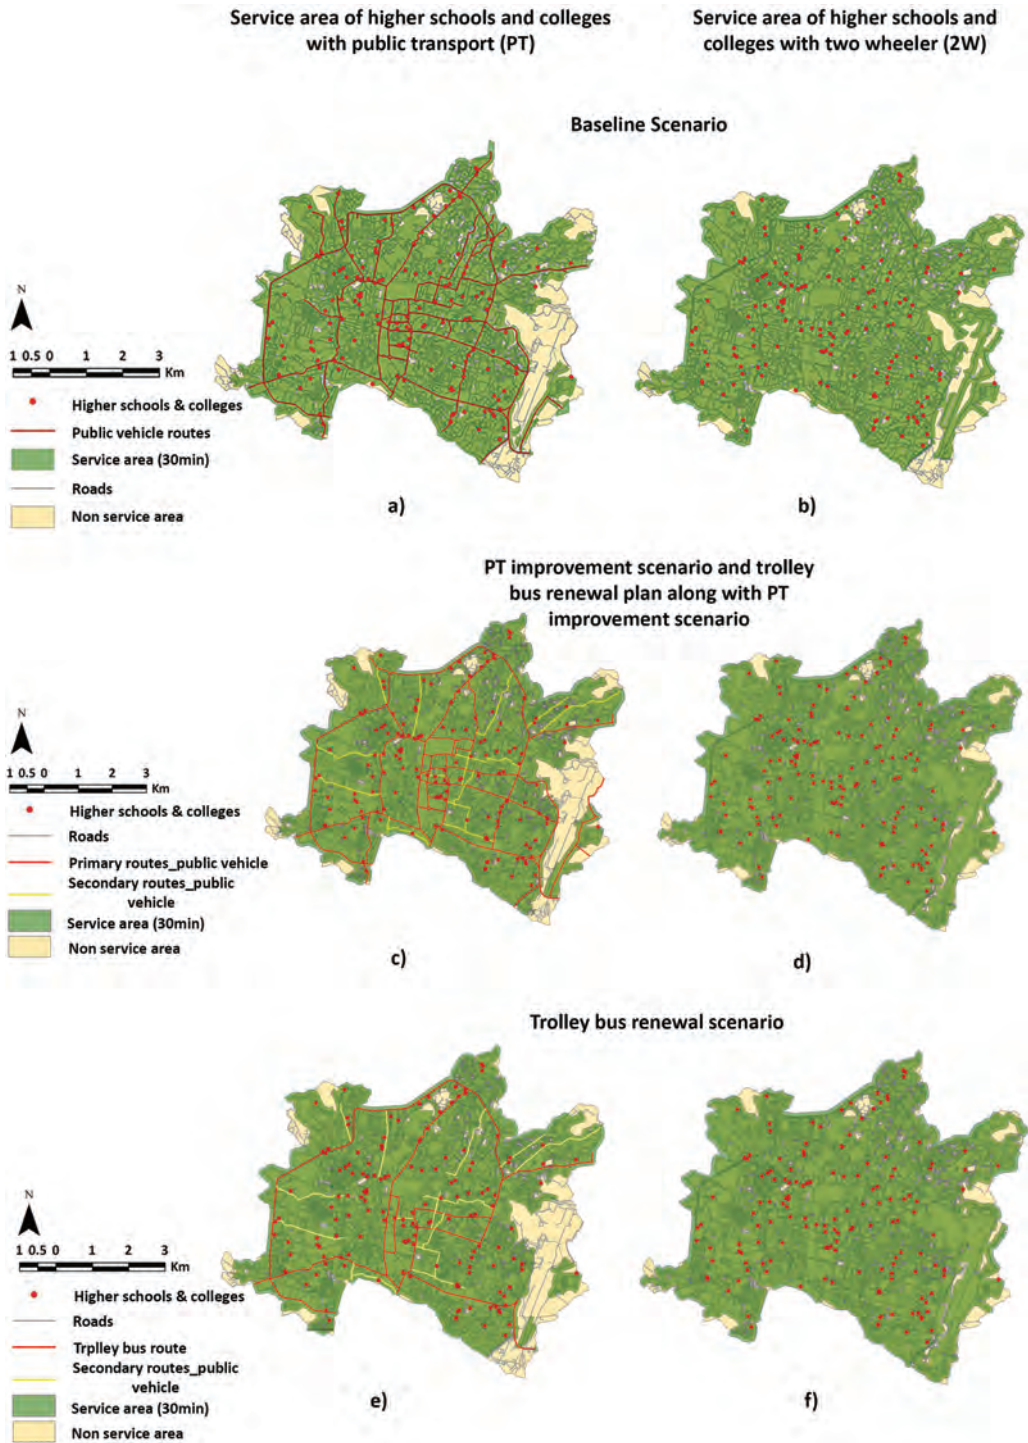 Service area of higher schools and colleges
with public transport (PT)
Service area of higher schools and
colleges with two wheeler (2W)
Baseline Scenario
N
1 0.5 0 1 2 3
Km
Higher schools & colleges
Public vehicle routes
Service area (30min)
Roads
Non service area
a)
b)
PT improvement scenario and trolley
bus renewal plan along with PT
improvement scenario
N
1 0.5 0 1 2 3
Km
Higher schools & colleges
Roads
Primary routes_public vehicle
Secondary routes_public
vehicle
Service area (30min)
Non service area
c)
d)
Trolley bus renewal scenario
N
1 0.5 0 1 2 3
Km
Higher schools & colleges
Roads
Trplley bus route
Secondary routes_public
vehicle
Service area (30min)
Non service area
e)
f)